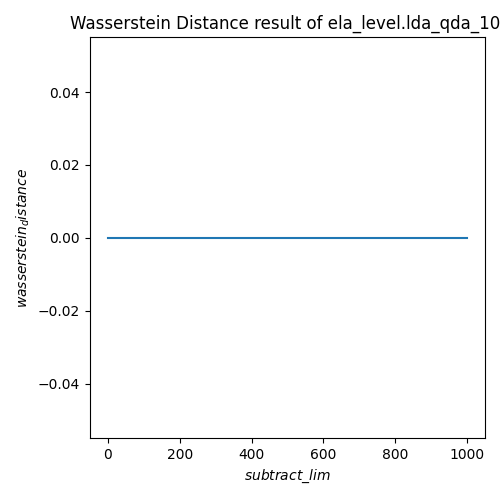 Wasserstein Distance result of ela_level.lda_qda_10
0.04
0.02
0.00
−0.02
−0.04
wasserstein_distance
0 200 400 600 800 1000
subtract_lim